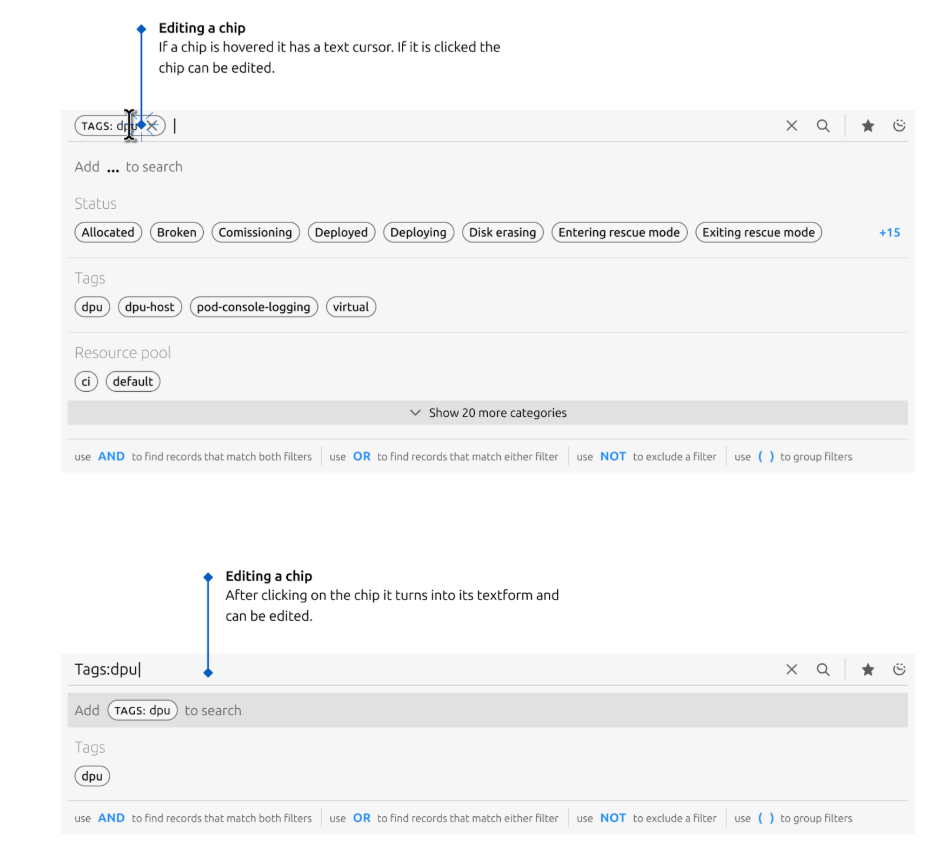 Editing a chip
If a chip is hovered it has a text cursor. If it is clicked the
chip can be edited.
TAGS: dpu
Add ... to search
Status
Allocated Broken Comissioning Deployed Deploying Disk erasing Entering rescue mode Exiting rescue mode +15
Tags
dpu dpu-host pod-console-logging virtual
Resource pool
ci default
Show 20 more categories
use AND to find records that match both filters use OR to find records that match either filter use NOT to exclude a filter use ( ) to group filters
Editing a chip
After clicking on the chip it turns into its textform and
can be edited.
Tags:dpu
Add TAGS: dpu to search
Tags
dpu
use AND to find records that match both filters use OR to find records that match either filter use NOT to exclude a filter use ( ) to group filters